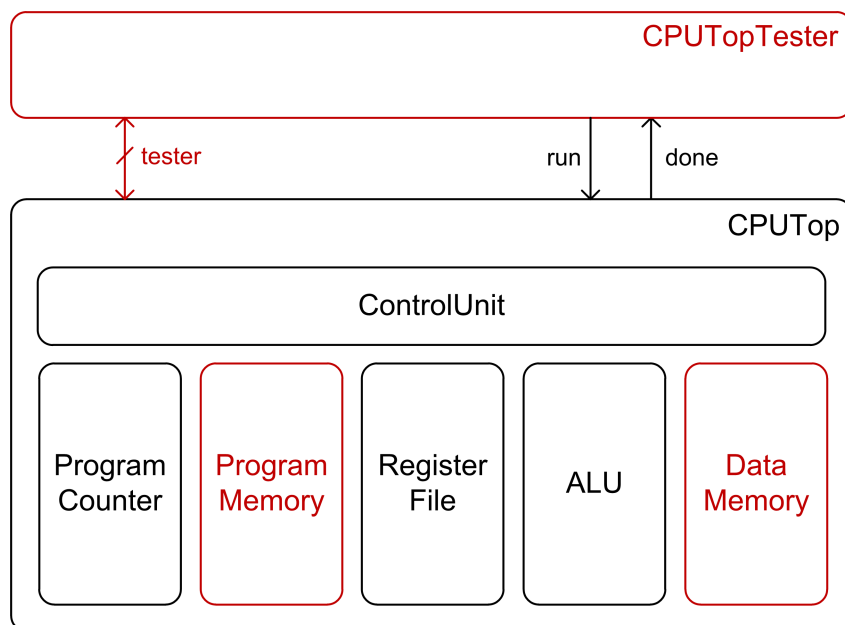 CPUTopTester
tester
run
done
CPUTop
ControlUnit
Program
Counter
Program
Memory
Register
File
ALU
Data
Memory